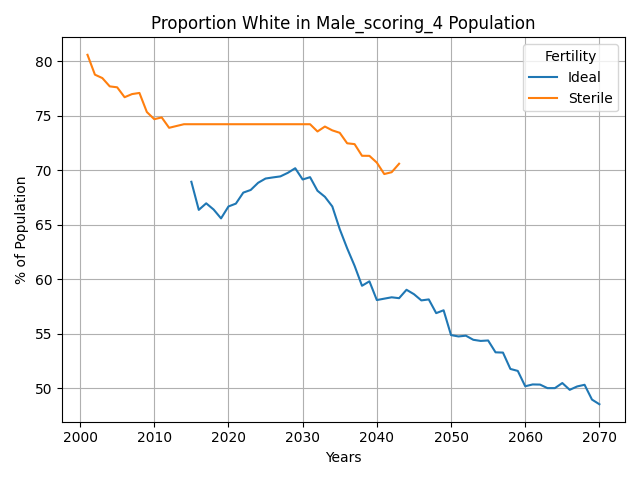 Proportion White in Male_scoring_4 Population
Fertility
Ideal
Sterile
% of Population
80
75
70
65
60
55
50
2000 2010 2020 2030 2040 2050 2060 2070
Years